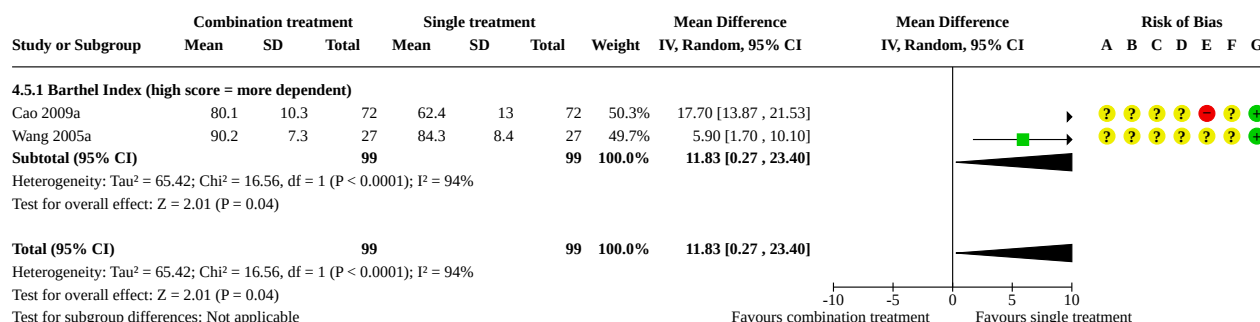 Combination treatment Single treatment Mean Difference Mean Difference Risk of Bias
Study or Subgroup Mean SD Total Mean SD Total Weight IV, Random, 95% CI IV, Random, 95% CI A B C D E F G
4.5.1 Barthel Index (high score = more dependent)
Cao 2009a 80.1 10.3 72 62.4 13 72 50.3% 17.70 [13.87 , 21.53] ? ? ? ? − ? +
Wang 2005a 90.2 7.3 27 84.3 8.4 27 49.7% 5.90 [1.70 , 10.10] ? ? ? ? ? ? +
Subtotal (95% CI) 99 99 100.0% 11.83 [0.27 , 23.40]
Heterogeneity: Tau² = 65.42; Chi² = 16.56, df = 1 (P < 0.0001); I² = 94%
Test for overall effect: Z = 2.01 (P = 0.04)
Total (95% CI) 99 99 100.0% 11.83 [0.27 , 23.40]
Heterogeneity: Tau² = 65.42; Chi² = 16.56, df = 1 (P < 0.0001); I² = 94%
Test for overall effect: Z = 2.01 (P = 0.04) -10 -5 0 5 10
Test for subgroup differences: Not applicable Favours combination treatment Favours single treatment